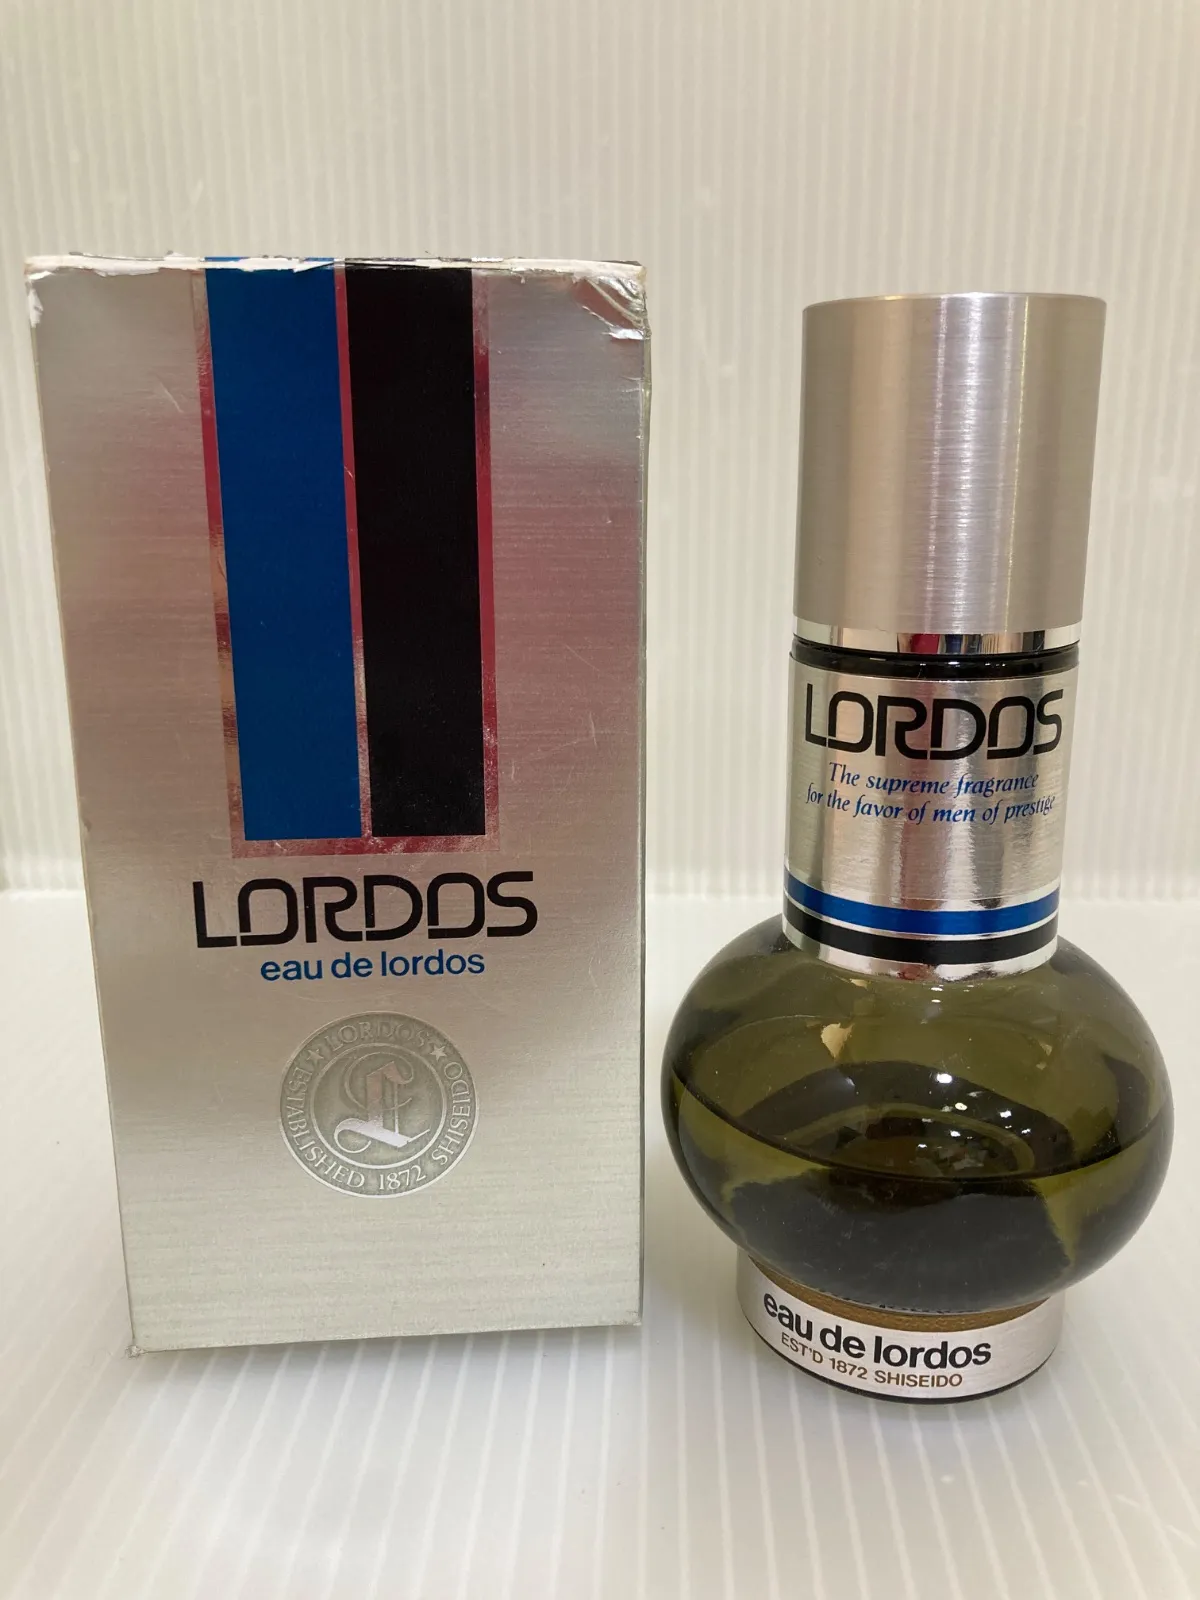 LORDOS
eau de lordos
★ LORDOS ★
ESTABLISHED 1872 SHISEIDO
L
LORDOS
The supreme fragrance
for the favor of men of prestige
eau de lordos
EST'D 1872 SHISEIDO